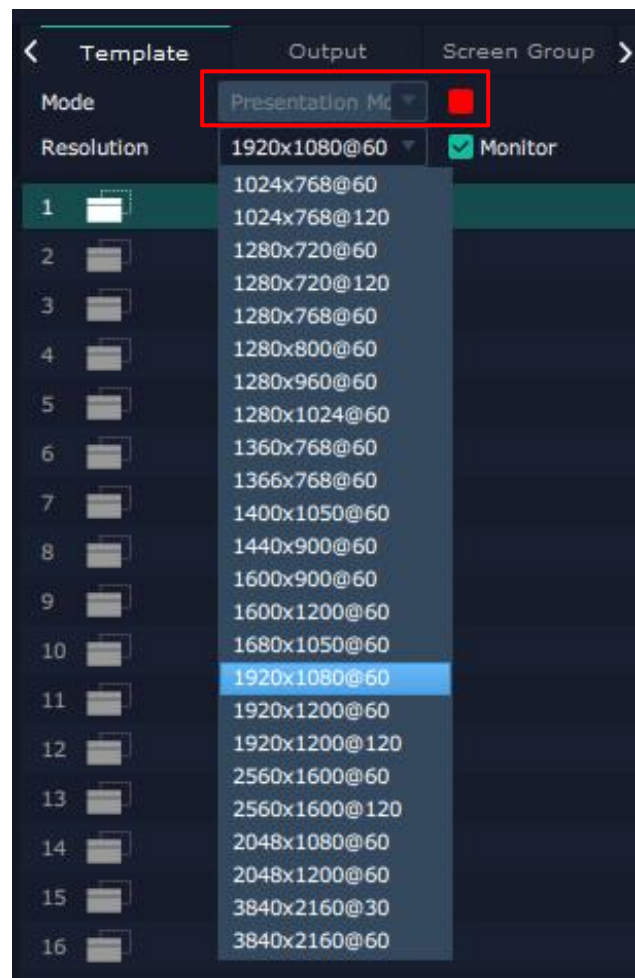 Template Output Screen Group
Mode Presentation Mo
Resolution 1920x1080@60 Monitor
1024x768@60
1 1024x768@120
2 1280x720@60
1280x720@120
3 1280x768@60
4 1280x800@60
1280x960@60
5 1280x1024@60
6 1360x768@60
1366x768@60
7 1400x1050@60
8 1440x900@60
1600x900@60
9 1600x1200@60
10 1680x1050@60
1920x1080@60
11 1920x1200@60
12 1920x1200@120
2560x1600@60
13 2560x1600@120
14 2048x1080@60
2048x1200@60
15 3840x2160@30
16 3840x2160@60